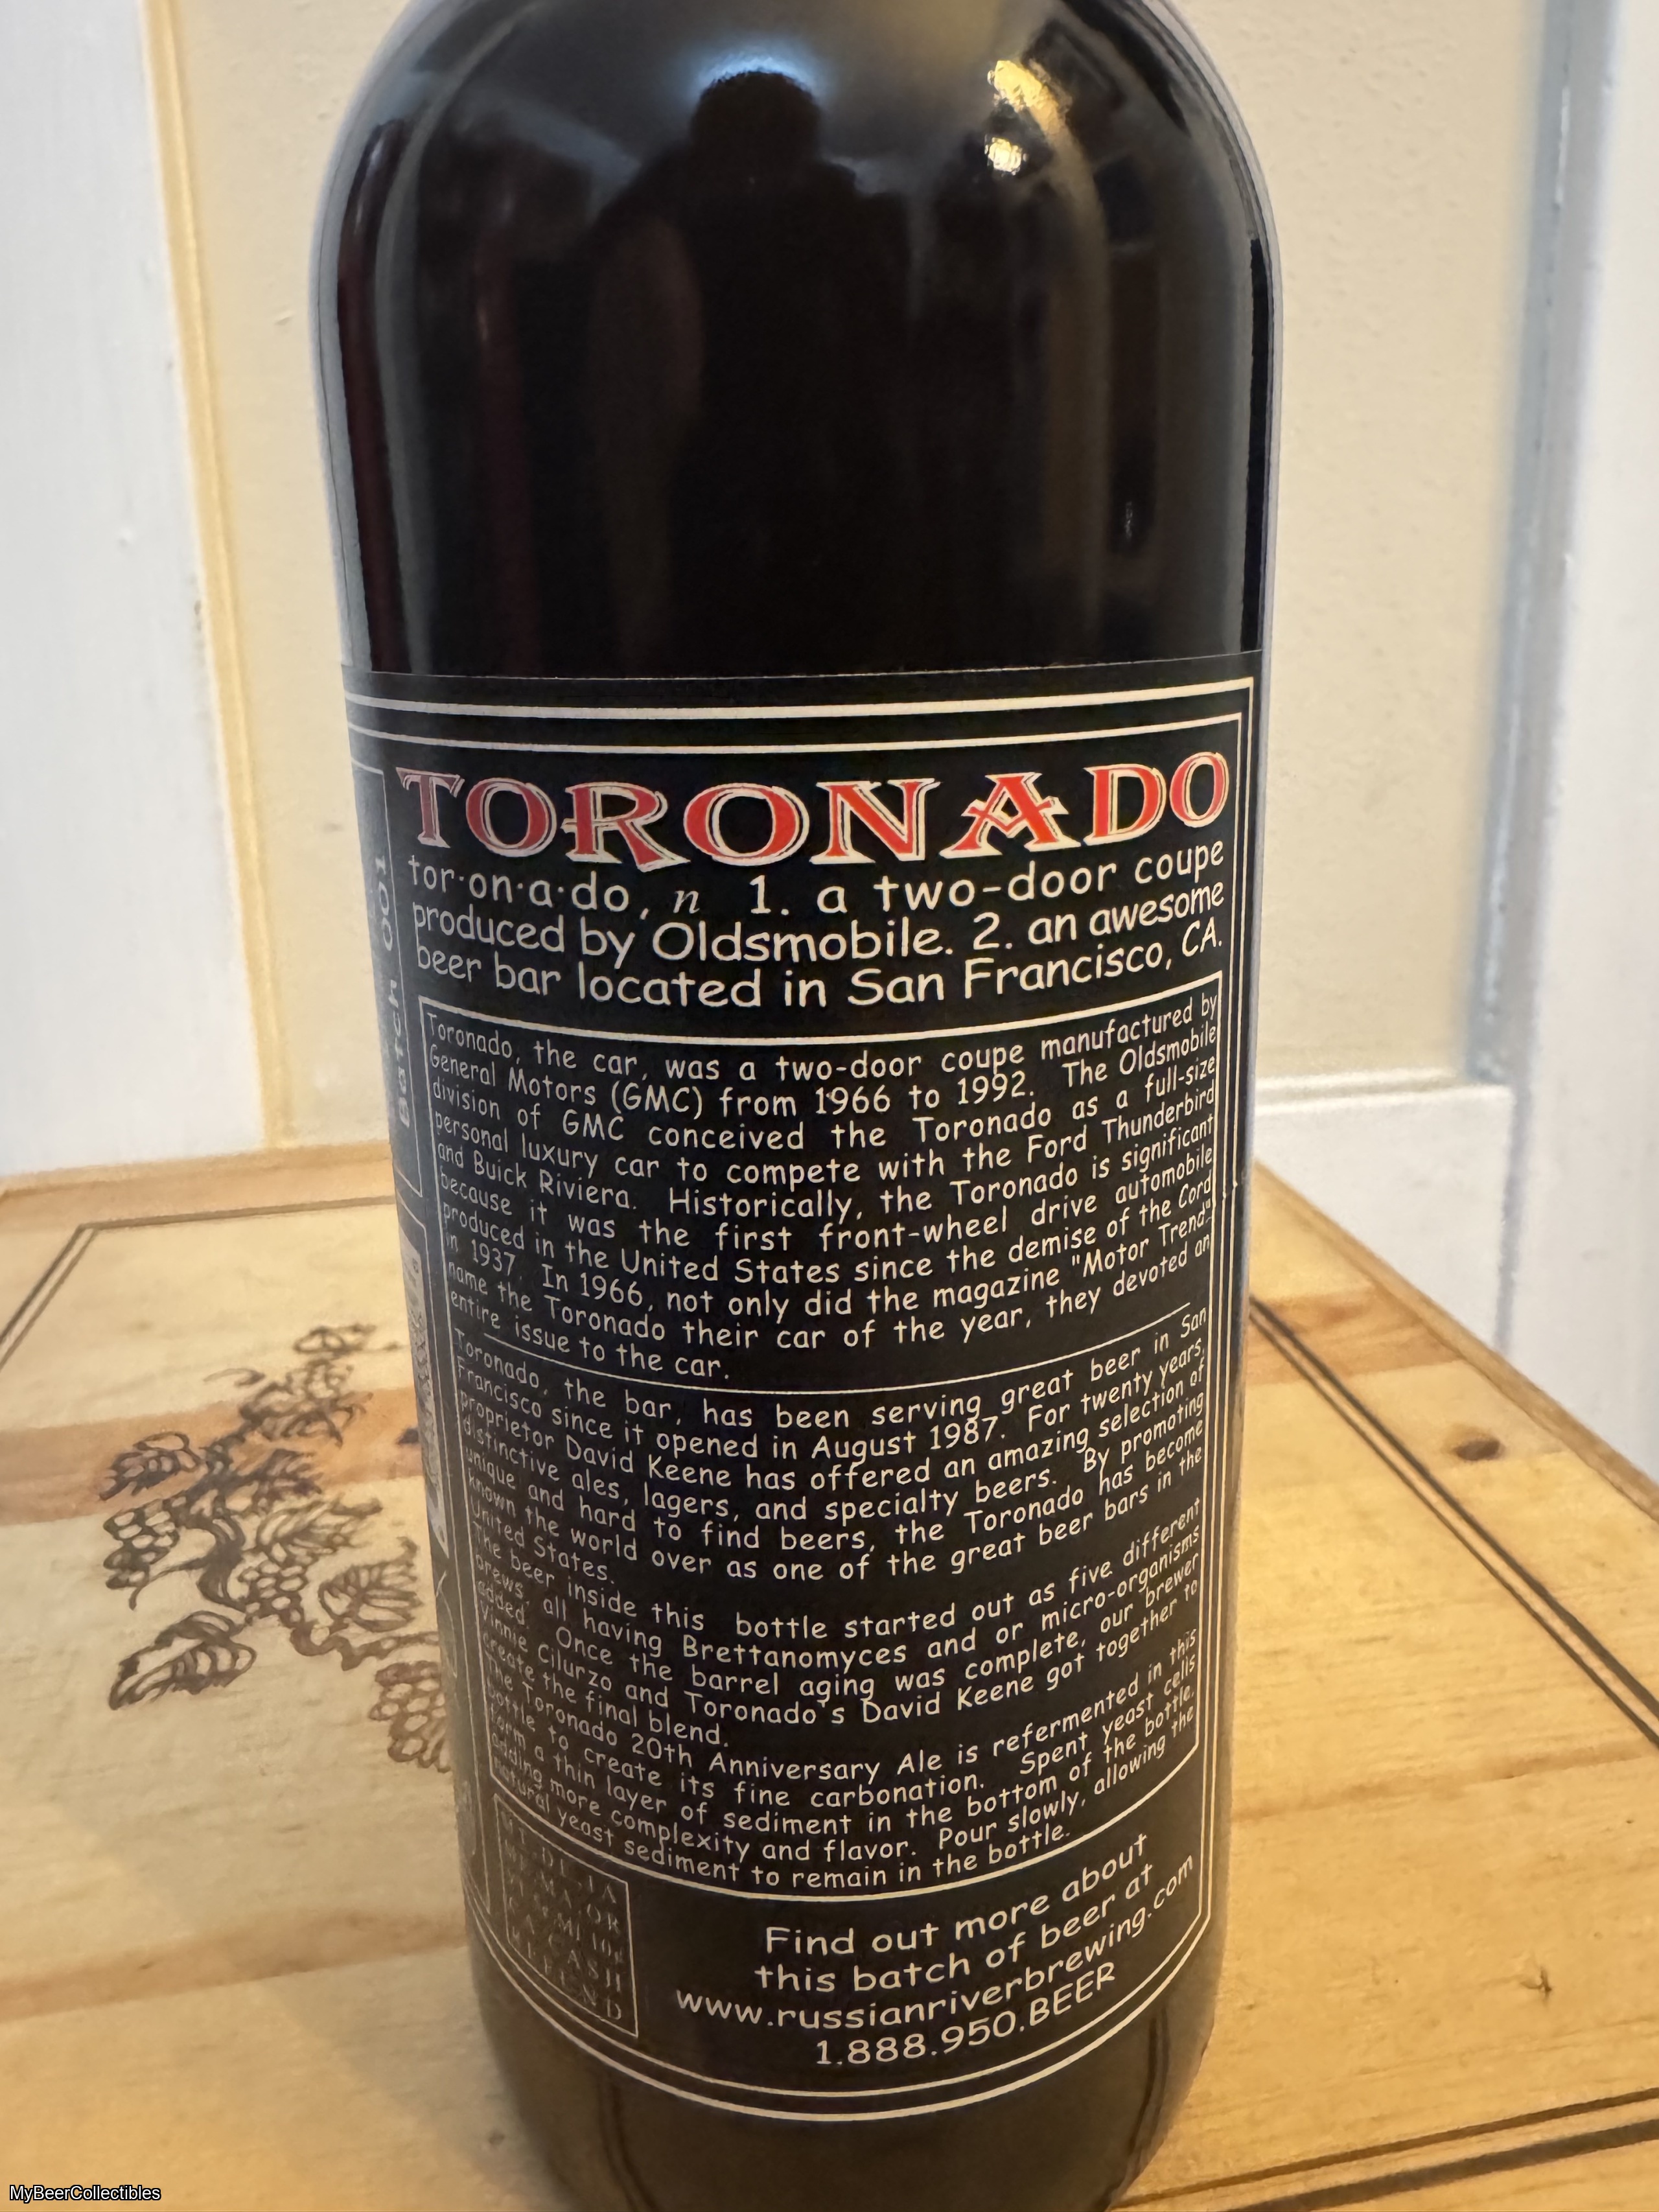 TORONADO
tor·on·a·do, n 1. a two-door coupe
produced by Oldsmobile. 2. an awesome
beer bar located in San Francisco, CA.
Toronado, the car, was a two-door coupe manufactured by
General Motors (GMC) from 1966 to 1992. The Oldsmobile
division of GMC conceived the Toronado as a full-size
personal luxury car to compete with the Ford Thunderbird
and Buick Riviera. Historically, the Toronado is significant
because it was the first front-wheel drive automobile
produced in the United States since the demise of the Cord
in 1937. In 1966, not only did the magazine "Motor Trend"
name the Toronado their car of the year, they devoted an
entire issue to the car.
Toronado, the bar, has been serving great beer in San
Francisco since it opened in August 1987. For twenty years,
proprietor David Keene has offered an amazing selection of
distinctive ales, lagers, and specialty beers. By promoting
unique and hard to find beers, the Toronado has become
known the world over as one of the great beer bars in the
United States.
The beer inside this bottle started out as five different
brews, all having Brettanomyces and or micro-organisms
added. Once the barrel aging was complete, our brewer
Vinnie Cilurzo and Toronado's David Keene got together to
create the final blend.
The Toronado 20th Anniversary Ale is refermented in this
bottle to create its fine carbonation. Spent yeast cells
form a thin layer of sediment in the bottom of the bottle,
adding more complexity and flavor. Pour slowly, allowing the
natural yeast sediment to remain in the bottle.
Find out more about
this batch of beer at
www.russianriverbrewing.com
1.888.950.BEER
Batch 001
CA CASH
REFUND
MyBeerCollectibles